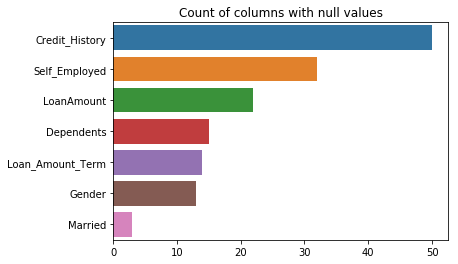 Count of columns with null values
Credit_History
Self_Employed
LoanAmount
Dependents
Loan_Amount_Term
Gender
Married
0 10 20 30 40 50